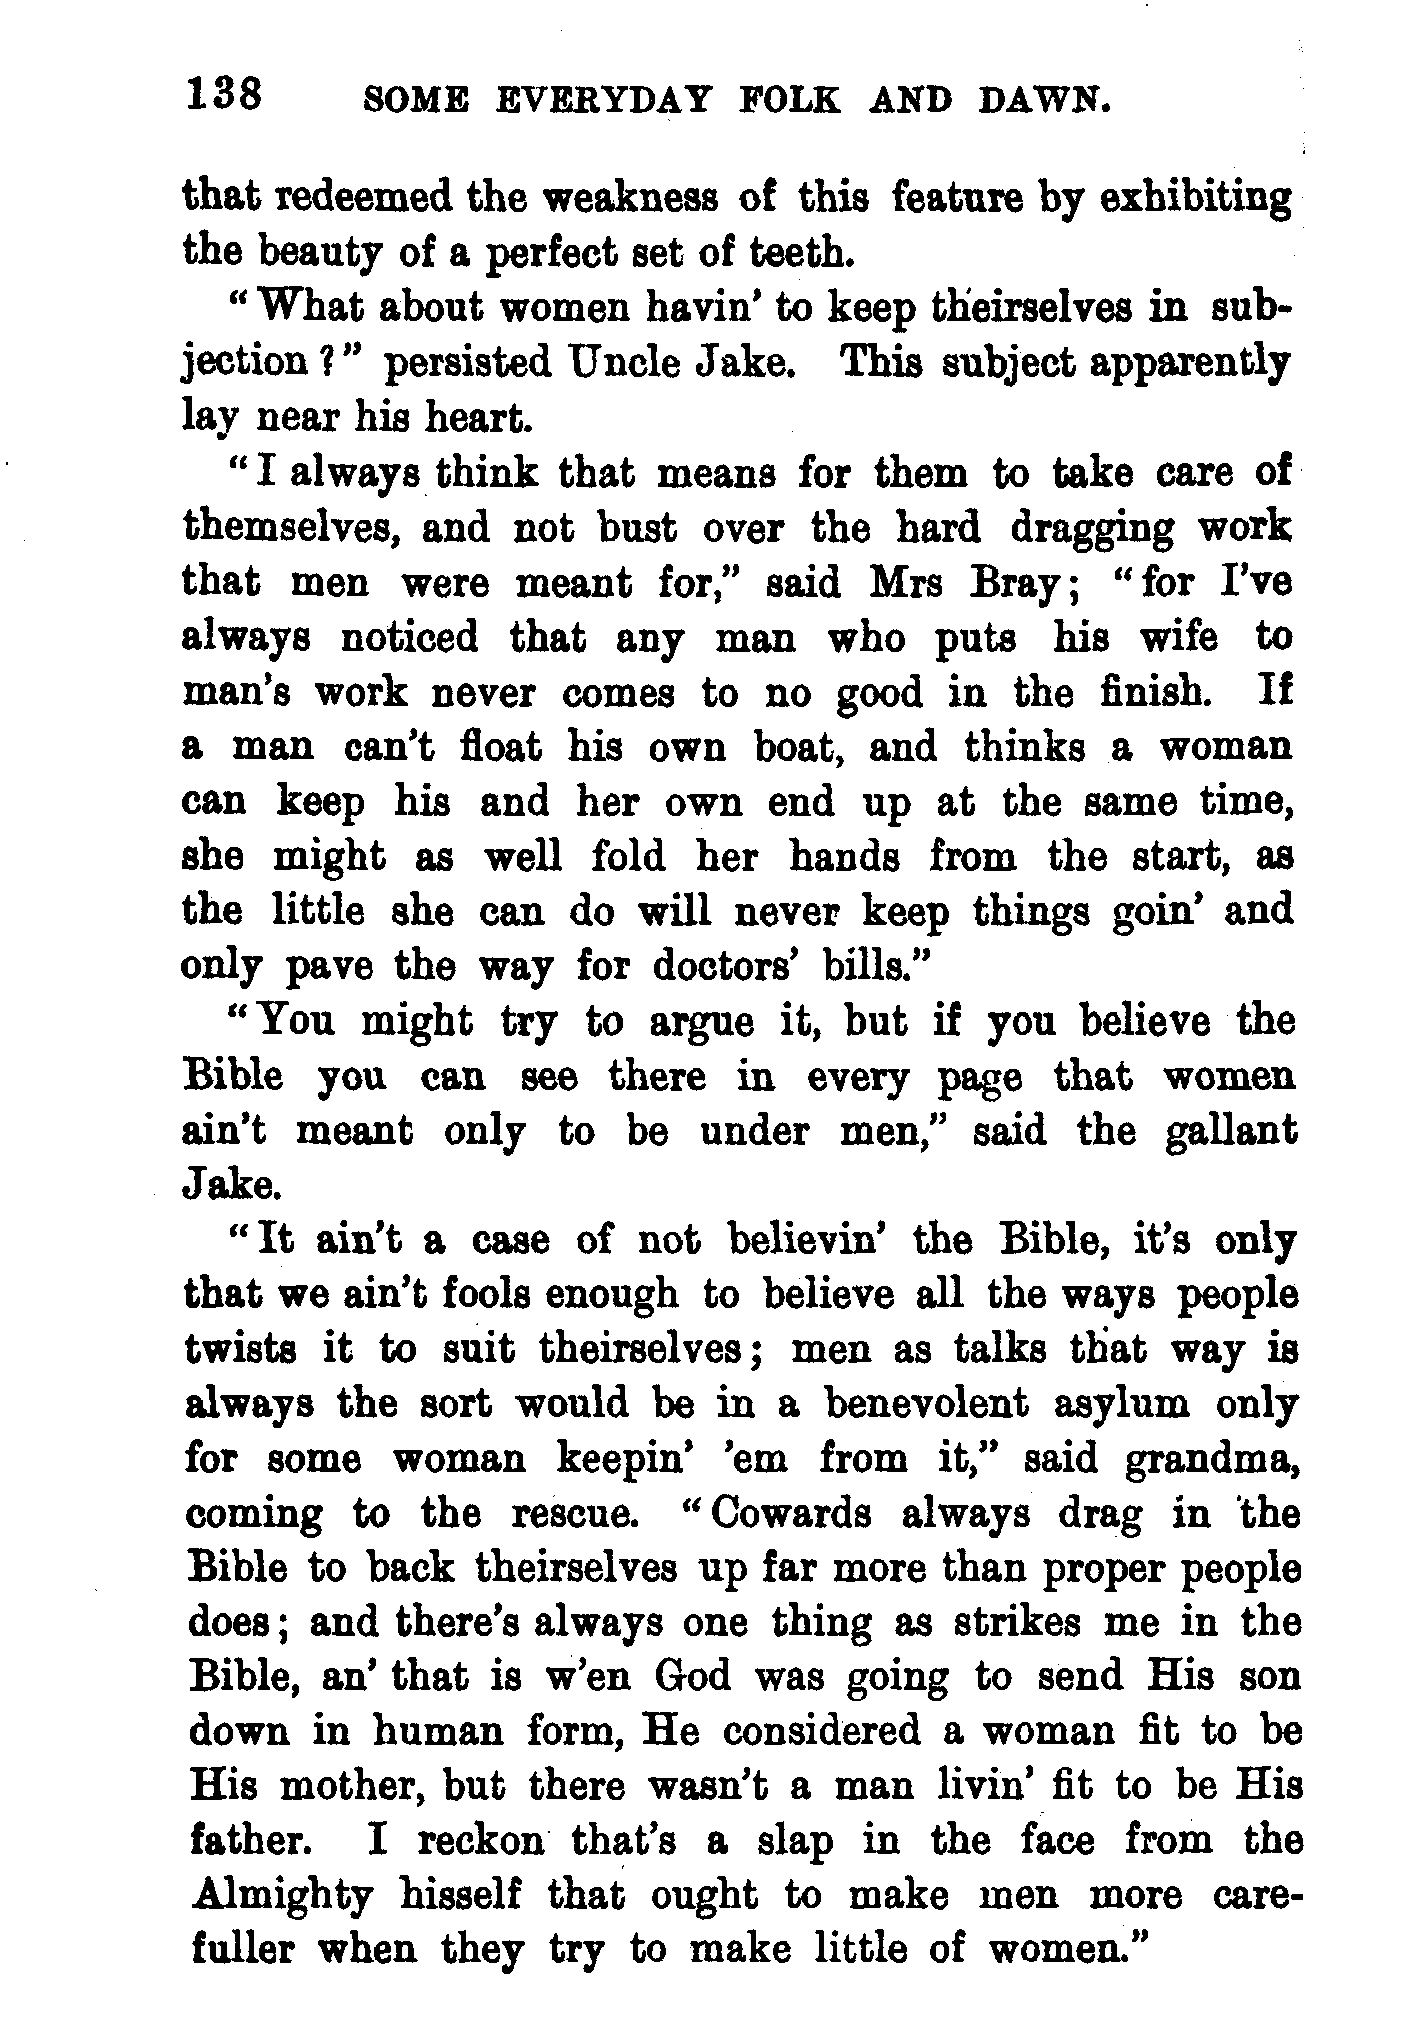 138 SOME EVERYDAY FOLK AND DAWN.
that redeemed the weakness of this feature by exhibiting
the beauty of a perfect set of teeth.
"What about women havin' to keep theirselves in sub-
jection?" persisted Uncle Jake. This subject apparently
lay near his heart.
"I always think that means for them to take care of
themselves, and not bust over the hard dragging work
that men were meant for," said Mrs Bray; "for I've
always noticed that any man who puts his wife to
man's work never comes to no good in the finish. If
a man can't float his own boat, and thinks a woman
can keep his and her own end up at the same time,
she might as well fold her hands from the start, as
the little she can do will never keep things goin' and
only pave the way for doctors' bills."
"You might try to argue it, but if you believe the
Bible you can see there in every page that women
ain't meant only to be under men," said the gallant
Jake.
"It ain't a case of not believin' the Bible, it's only
that we ain't fools enough to believe all the ways people
twists it to suit theirselves; men as talks that way is
always the sort would be in a benevolent asylum only
for some woman keepin' 'em from it," said grandma,
coming to the rescue. "Cowards always drag in the
Bible to back theirselves up far more than proper people
does; and there's always one thing as strikes me in the
Bible, an' that is w'en God was going to send His son
down in human form, He considered a woman fit to be
His mother, but there wasn't a man livin' fit to be His
father. I reckon that's a slap in the face from the
Almighty hisself that ought to make men more care-
fuller when they try to make little of women."